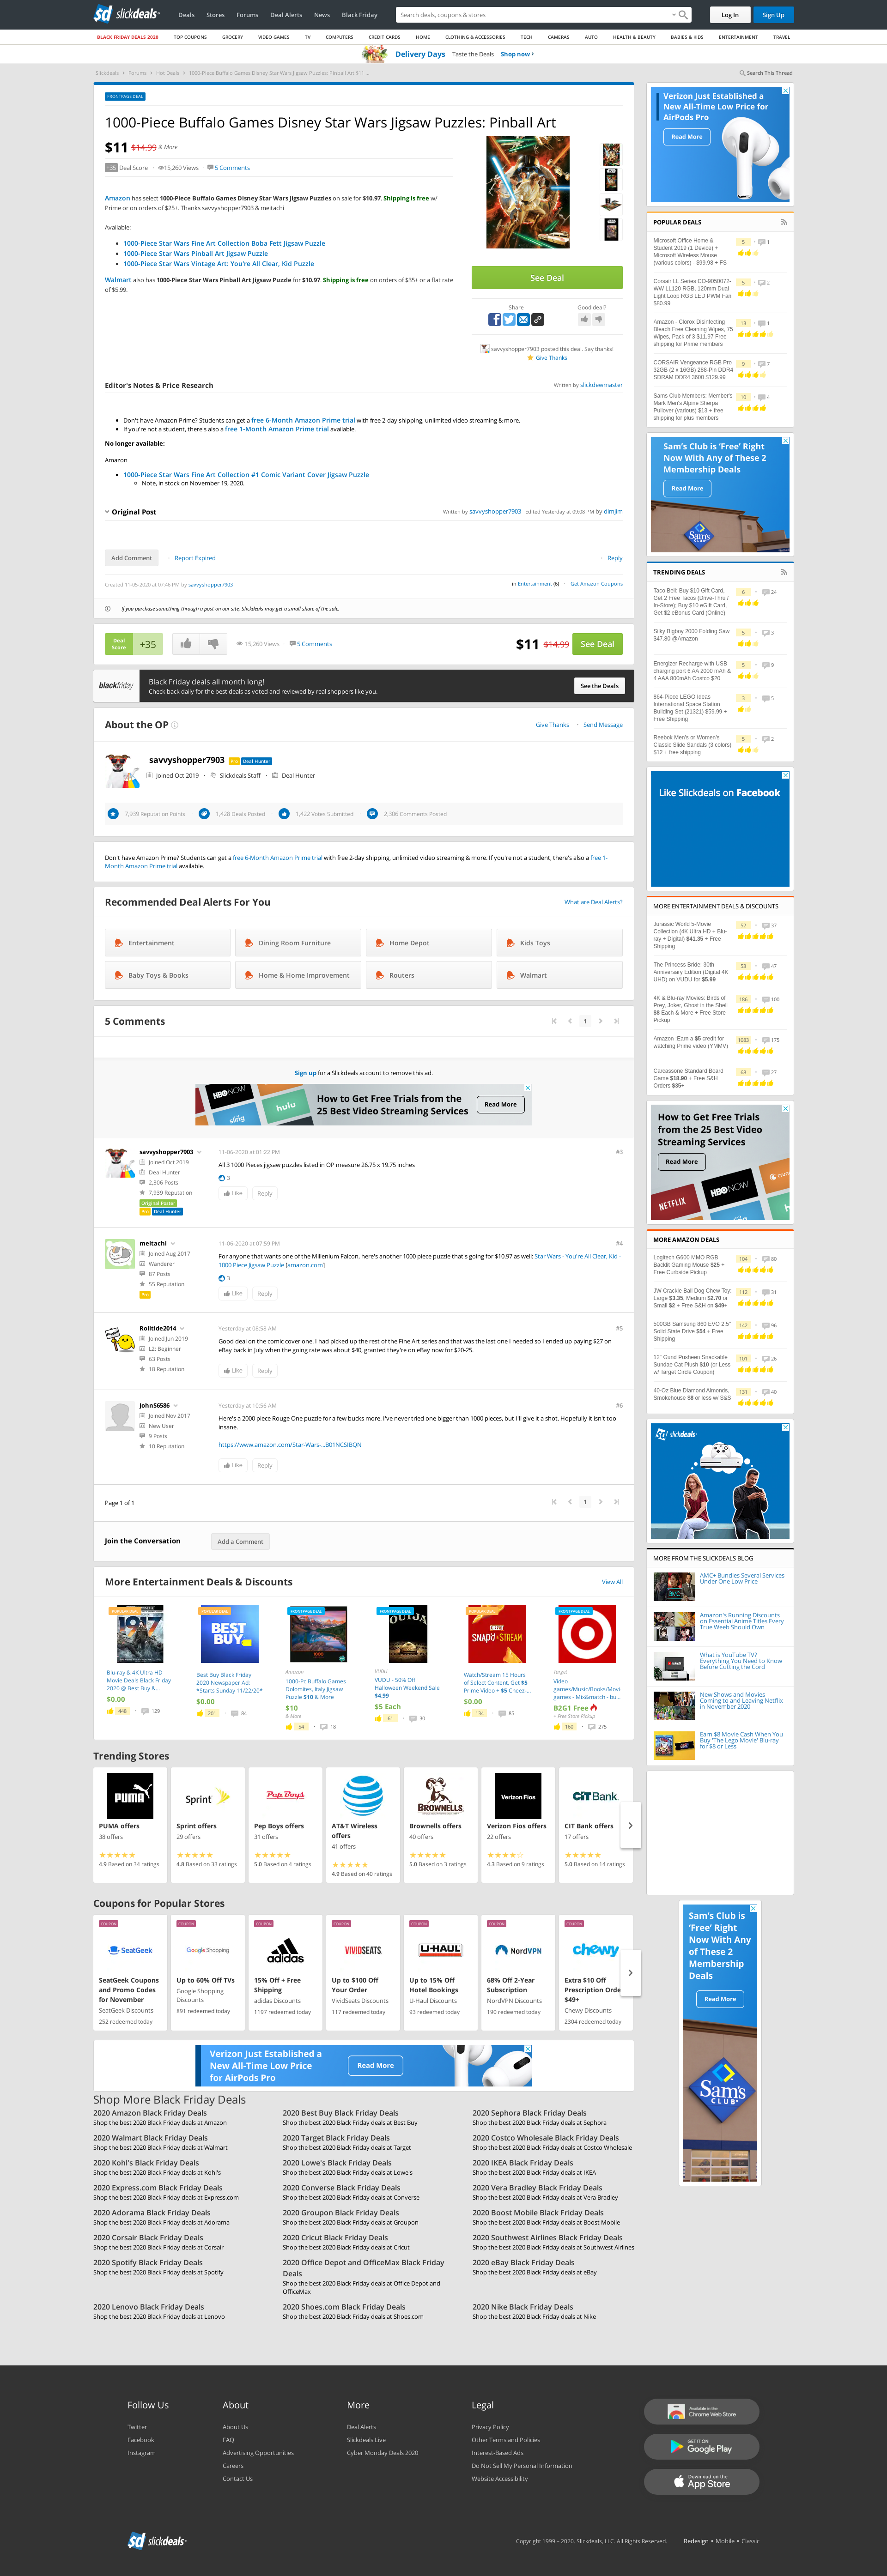 slickdeals
Deals Stores Forums Deal Alerts News Black Friday
Search deals, coupons & stores
Log In Sign Up
BLACK FRIDAY DEALS 2020 TOP COUPONS GROCERY VIDEO GAMES TV COMPUTERS CREDIT CARDS HOME CLOTHING & ACCESSORIES TECH CAMERAS AUTO HEALTH & BEAUTY BABIES & KIDS ENTERTAINMENT TRAVEL
Delivery Days Taste the Deals Shop now
Slickdeals Forums Hot Deals 1000-Piece Buffalo Games Disney Star Wars Jigsaw Puzzles: Pinball Art $11 ...
Search This Thread
FRONTPAGE DEAL
1000-Piece Buffalo Games Disney Star Wars Jigsaw Puzzles: Pinball Art
$11 $14.99 & More
+35 Deal Score 15,260 Views 5 Comments
Amazon has select 1000-Piece Buffalo Games Disney Star Wars Jigsaw Puzzles on sale for $10.97. Shipping is free w/
Prime or on orders of $25+. Thanks savvyshopper7903 & meitachi
Available:
1000-Piece Star Wars Fine Art Collection Boba Fett Jigsaw Puzzle
1000-Piece Star Wars Pinball Art Jigsaw Puzzle
1000-Piece Star Wars Vintage Art: You're All Clear, Kid Puzzle
Walmart also has 1000-Piece Star Wars Pinball Art Jigsaw Puzzle for $10.97. Shipping is free on orders of $35+ or a flat rate
of $5.99.
See Deal
Share Good deal?
savvyshopper7903 posted this deal. Say thanks!
Give Thanks
Editor's Notes & Price Research
Written by slickdewmaster
Don't have Amazon Prime? Students can get a free 6-Month Amazon Prime trial with free 2-day shipping, unlimited video streaming & more.
If you're not a student, there's also a free 1-Month Amazon Prime trial available.
No longer available:
Amazon
1000-Piece Star Wars Fine Art Collection #1 Comic Variant Cover Jigsaw Puzzle
Note, in stock on November 19, 2020.
Original Post
Written by savvyshopper7903 Edited Yesterday at 09:08 PM by dimjim
Add Comment Report Expired Reply
Created 11-05-2020 at 07:46 PM by savvyshopper7903
in Entertainment (6) Get Amazon Coupons
If you purchase something through a post on our site, Slickdeals may get a small share of the sale.
Deal Score +35
15,260 Views 5 Comments
$11 $14.99 See Deal
blackfriday
Black Friday deals all month long!
Check back daily for the best deals as voted and reviewed by real shoppers like you.
See the Deals
About the OP
Give Thanks Send Message
savvyshopper7903 Pro Deal Hunter
Joined Oct 2019 Slickdeals Staff Deal Hunter
7,939 Reputation Points 1,428 Deals Posted 1,422 Votes Submitted 2,306 Comments Posted
Don't have Amazon Prime? Students can get a free 6-Month Amazon Prime trial with free 2-day shipping, unlimited video streaming & more. If you're not a student, there's also a free 1-
Month Amazon Prime trial available.
Recommended Deal Alerts For You
What are Deal Alerts?
Entertainment Dining Room Furniture Home Depot Kids Toys
Baby Toys & Books Home & Home Improvement Routers Walmart
5 Comments
1
Sign up for a Slickdeals account to remove this ad.
How to Get Free Trials from the
25 Best Video Streaming Services
Read More
hulu
savvyshopper7903
Joined Oct 2019
Deal Hunter
2,306 Posts
7,939 Reputation
Original Poster
Pro Deal Hunter
11-06-2020 at 01:22 PM #3
All 3 1000 Pieces jigsaw puzzles listed in OP measure 26.75 x 19.75 inches
3
Like Reply
meitachi
Joined Aug 2017
Wanderer
87 Posts
55 Reputation
Pro
11-06-2020 at 07:59 PM #4
For anyone that wants one of the Millenium Falcon, here's another 1000 piece puzzle that's going for $10.97 as well: Star Wars - You're All Clear, Kid -
1000 Piece Jigsaw Puzzle [amazon.com]
3
Like Reply
Rolltide2014
Joined Jun 2019
L2: Beginner
63 Posts
18 Reputation
Yesterday at 08:58 AM #5
Good deal on the comic cover one. I had picked up the rest of the Fine Art series and that was the last one I needed so I ended up paying $27 on
eBay back in July when the going rate was about $40, granted they're on eBay now for $20-25.
Like Reply
John56586
Joined Nov 2017
New User
9 Posts
10 Reputation
Yesterday at 10:56 AM #6
Here's a 2000 piece Rouge One puzzle for a few bucks more. I've never tried one bigger than 1000 pieces, but I'll give it a shot. Hopefully it isn't too
insane.
https://www.amazon.com/Star-Wars-...B01NCSIBQN
Like Reply
Page 1 of 1
1
Join the Conversation Add a Comment
More Entertainment Deals & Discounts
View All
POPULAR DEAL
1917
Blu-ray & 4K Ultra HD
Movie Deals Black Friday
2020 @ Best Buy &...
$0.00
448 129
POPULAR DEAL
BEST BUY
Best Buy Black Friday
2020 Newspaper Ad:
*Starts Sunday 11/22/20*
$0.00
201 84
FRONTPAGE DEAL
Amazon
1000-Pc Buffalo Games
Dolomites, Italy Jigsaw
Puzzle $10 & More
$10
& More
54 18
FRONTPAGE DEAL
OUIJA
VUDU
VUDU - 50% Off
Halloween Weekend Sale
$4.99
$5 Each
61 30
POPULAR DEAL
SNAP'D STREAM
Watch/Stream 15 Hours
of Select Content, Get $5
Prime Video + $5 Cheez-...
$0.00
134 85
FRONTPAGE DEAL
Target
Video
games/Music/Books/Movi
games - Mix&match - bu...
B2G1 Free
+ Free Store Pickup
160 275
Trending Stores
PUMA
PUMA offers
38 offers
4.9 Based on 34 ratings
Sprint
Sprint offers
29 offers
4.8 Based on 33 ratings
Pep Boys
Pep Boys offers
31 offers
5.0 Based on 4 ratings
AT&T
AT&T Wireless
offers
41 offers
4.9 Based on 40 ratings
BROWNELLS
Brownells offers
40 offers
5.0 Based on 3 ratings
Verizon Fios
Verizon Fios offers
22 offers
4.3 Based on 9 ratings
CIT BANK
CIT Bank offers
17 offers
5.0 Based on 14 ratings
Coupons for Popular Stores
COUPON
SeatGeek
SeatGeek Coupons
and Promo Codes
for November
SeatGeek Discounts
252 redeemed today
COUPON
Google Shopping
Up to 60% Off TVs
Google Shopping
Discounts
891 redeemed today
COUPON
adidas
15% Off + Free
Shipping
adidas Discounts
1197 redeemed today
COUPON
VIVIDSEATS
Up to $100 Off
Your Order
VividSeats Discounts
117 redeemed today
COUPON
U-HAUL
Up to 15% Off
Hotel Bookings
U-Haul Discounts
93 redeemed today
COUPON
NordVPN
68% Off 2-Year
Subscription
NordVPN Discounts
190 redeemed today
COUPON
chewy
Extra $10 Off
Prescription Orde
$49+
Chewy Discounts
2304 redeemed today
Verizon Just Established a
New All-Time Low Price
for AirPods Pro
Read More
Shop More Black Friday Deals
2020 Amazon Black Friday Deals
Shop the best 2020 Black Friday deals at Amazon
2020 Best Buy Black Friday Deals
Shop the best 2020 Black Friday deals at Best Buy
2020 Sephora Black Friday Deals
Shop the best 2020 Black Friday deals at Sephora
2020 Walmart Black Friday Deals
Shop the best 2020 Black Friday deals at Walmart
2020 Target Black Friday Deals
Shop the best 2020 Black Friday deals at Target
2020 Costco Wholesale Black Friday Deals
Shop the best 2020 Black Friday deals at Costco Wholesale
2020 Kohl's Black Friday Deals
Shop the best 2020 Black Friday deals at Kohl's
2020 Lowe's Black Friday Deals
Shop the best 2020 Black Friday deals at Lowe's
2020 IKEA Black Friday Deals
Shop the best 2020 Black Friday deals at IKEA
2020 Express.com Black Friday Deals
Shop the best 2020 Black Friday deals at Express.com
2020 Converse Black Friday Deals
Shop the best 2020 Black Friday deals at Converse
2020 Vera Bradley Black Friday Deals
Shop the best 2020 Black Friday deals at Vera Bradley
2020 Adorama Black Friday Deals
Shop the best 2020 Black Friday deals at Adorama
2020 Groupon Black Friday Deals
Shop the best 2020 Black Friday deals at Groupon
2020 Boost Mobile Black Friday Deals
Shop the best 2020 Black Friday deals at Boost Mobile
2020 Corsair Black Friday Deals
Shop the best 2020 Black Friday deals at Corsair
2020 Cricut Black Friday Deals
Shop the best 2020 Black Friday deals at Cricut
2020 Southwest Airlines Black Friday Deals
Shop the best 2020 Black Friday deals at Southwest Airlines
2020 Spotify Black Friday Deals
Shop the best 2020 Black Friday deals at Spotify
2020 Office Depot and OfficeMax Black Friday
Deals
Shop the best 2020 Black Friday deals at Office Depot and
OfficeMax
2020 eBay Black Friday Deals
Shop the best 2020 Black Friday deals at eBay
2020 Lenovo Black Friday Deals
Shop the best 2020 Black Friday deals at Lenovo
2020 Shoes.com Black Friday Deals
Shop the best 2020 Black Friday deals at Shoes.com
2020 Nike Black Friday Deals
Shop the best 2020 Black Friday deals at Nike
Verizon Just Established a
New All-Time Low Price for
AirPods Pro
Read More
POPULAR DEALS
Microsoft Office Home &
Student 2019 (1 Device) +
Microsoft Wireless Mouse
(various colors) - $99.98 + FS
5 1
Corsair LL Series CO-9050072-
WW LL120 RGB, 120mm Dual
Light Loop RGB LED PWM Fan
$80.99
5 2
Amazon - Clorox Disinfecting
Bleach Free Cleaning Wipes, 75
Wipes, Pack of 3 $11.97 Free
shipping for Prime members
13 1
CORSAIR Vengeance RGB Pro
32GB (2 x 16GB) 288-Pin DDR4
SDRAM DDR4 3600 $129.99
9 7
Sams Club Members: Member's
Mark Men's Alpine Sherpa
Pullover (various) $13 + free
shipping for plus members
10 4
Sam's Club is 'Free' Right
Now With Any of These 2
Membership Deals
Read More
Sam's
CLUB
TRENDING DEALS
Taco Bell: Buy $10 Gift Card,
Get 2 Free Tacos (Drive-Thru /
In-Store); Buy $10 eGift Card,
Get $2 eBonus Card (Online)
6 24
Silky Bigboy 2000 Folding Saw
$47.80 @Amazon
5 3
Energizer Recharge with USB
charging port 6 AA 2000 mAh &
4 AAA 800mAh Costco $20
5 9
864-Piece LEGO Ideas
International Space Station
Building Set (21321) $59.99 +
Free Shipping
3 5
Reebok Men's or Women's
Classic Slide Sandals (3 colors)
$12 + free shipping
5 2
Like Slickdeals on Facebook
MORE ENTERTAINMENT DEALS & DISCOUNTS
Jurassic World 5-Movie
Collection (4K Ultra HD + Blu-
ray + Digital) $41.35 + Free
Shipping
52 37
The Princess Bride: 30th
Anniversary Edition (Digital 4K
UHD) on VUDU for $5.99
53 47
4K & Blu-ray Movies: Birds of
Prey, Joker, Ghost in the Shell
$8 Each & More + Free Store
Pickup
186 100
Amazon :Earn a $5 credit for
watching Prime video (YMMV)
1083 175
Carcassone Standard Board
Game $18.90 + Free S&H
Orders $35+
68 27
How to Get Free Trials
from the 25 Best Video
Streaming Services
Read More
NETFLIX HBONOW
MORE AMAZON DEALS
Logitech G600 MMO RGB
Backlit Gaming Mouse $25 +
Free Curbside Pickup
104 80
JW Crackle Ball Dog Chew Toy:
Large $3.35, Medium $2.70 or
Small $2 + Free S&H on $49+
112 31
500GB Samsung 860 EVO 2.5"
Solid State Drive $54 + Free
Shipping
142 96
12" Gund Pusheen Snackable
Sundae Cat Plush $10 (or Less
w/ Target Circle Coupon)
101 26
40-Oz Blue Diamond Almonds,
Smokehouse $8 or less w/ S&S
131 40
slickdeals
MORE FROM THE SLICKDEALS BLOG
AMC+ Bundles Several Services
Under One Low Price
Amazon's Running Discounts
on Essential Anime Titles Every
True Weeb Should Own
What is YouTube TV?
Everything You Need to Know
Before Cutting the Cord
New Shows and Movies
Coming to and Leaving Netflix
in November 2020
Earn $8 Movie Cash When You
Buy 'The Lego Movie' Blu-ray
for $8 or Less
Sam's Club is
'Free' Right
Now With Any
of These 2
Membership
Deals
Read More
Sam's
CLUB
Follow Us
Twitter
Facebook
Instagram
About
About Us
FAQ
Advertising Opportunities
Careers
Contact Us
More
Deal Alerts
Slickdeals Live
Cyber Monday Deals 2020
Legal
Privacy Policy
Other Terms and Policies
Interest-Based Ads
Do Not Sell My Personal Information
Website Accessibility
Available in the
Chrome Web Store
GET IT ON
Google Play
Download on the
App Store
slickdeals
Copyright 1999 - 2020. Slickdeals, LLC. All Rights Reserved. Redesign • Mobile • Classic